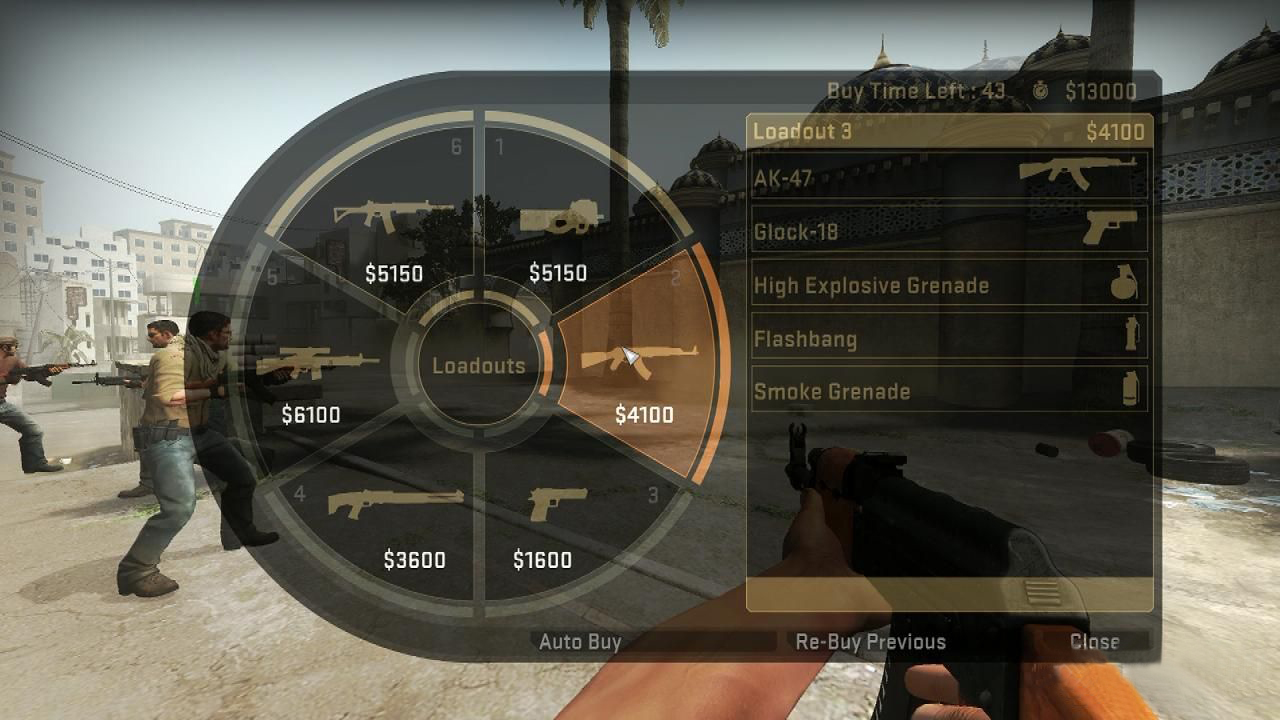 Buy Time Left : 43 $13000
6
1
$5150
$5150
5
2
$6100
Loadouts
$4100
4
3
$3600
$1600
Loadout 3 $4100
AK-47
Glock-18
High Explosive Grenade
Flashbang
Smoke Grenade
Auto Buy
Re-Buy Previous
Close